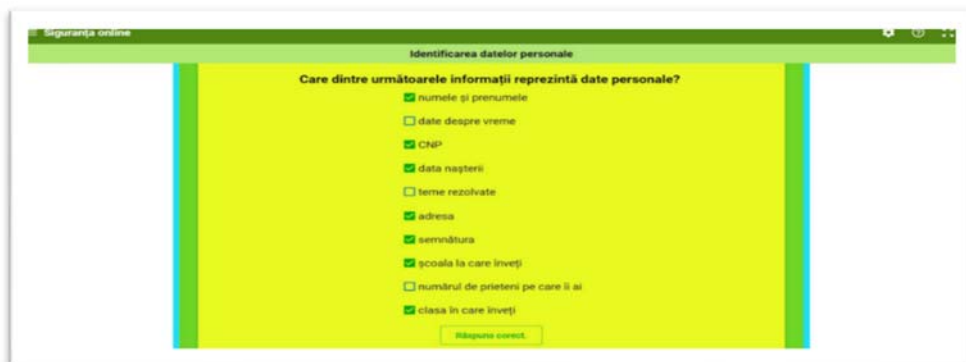 Siguranța online
Identificarea datelor personale
Care dintre următoarele informații reprezintă date personale?
numele și prenumele
date despre vreme
CNP
data nașterii
teme rezolvate
adresa
semnătura
școala la care înveți
numărul de prieteni pe care îi ai
clasa în care înveți
Răspuns corect.